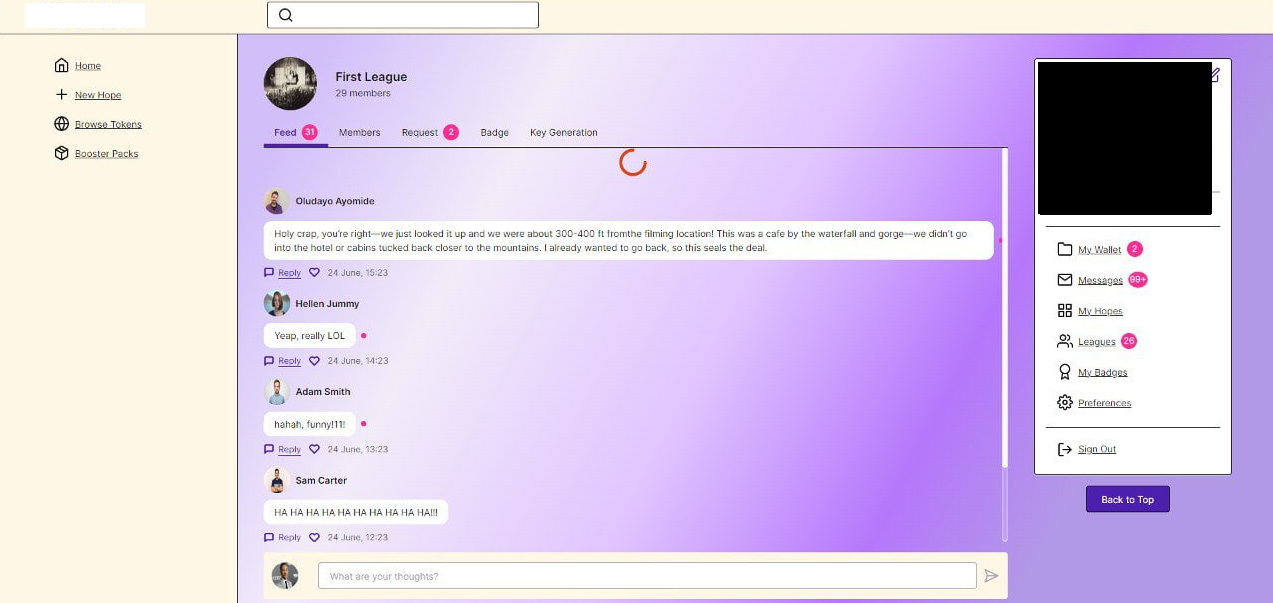 Home
New Hope
Browse Tokens
Booster Packs
First League
29 members
Feed 31 Members Request 2 Badge Key Generation
Oludayo Ayomide
Holy crap, you're right—we just looked it up and we were about 300-400 ft fromthe filming location! This was a cafe by the waterfall and gorge—we didn't go
into the hotel or cabins tucked back closer to the mountains. I already wanted to go back, so this seals the deal.
Reply 24 June, 15:23
Hellen Jummy
Yeap, really LOL
Reply 24 June, 14:23
Adam Smith
hahah, funny!11!
Reply 24 June, 13:23
Sam Carter
HA HA HA HA HA HA HA HA HA HA!!!
Reply 24 June, 12:23
What are your thoughts?
My Wallet 2
Messages 99+
My Hopes
Leagues 26
My Badges
Preferences
Sign Out
Back to Top